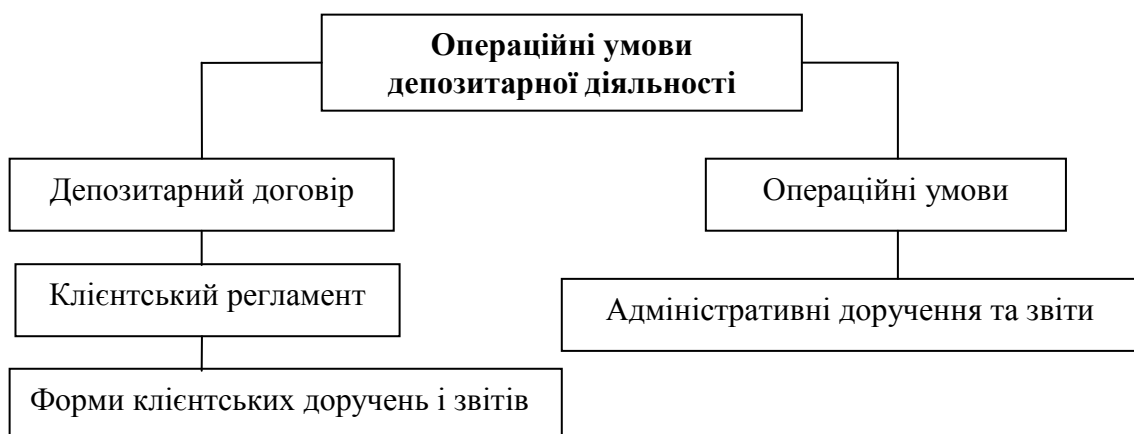 Операційні умови
депозитарної діяльності
Депозитарний договір
Операційні умови
Клієнтський регламент
Адміністративні доручення та звіти
Форми клієнтських доручень і звітів